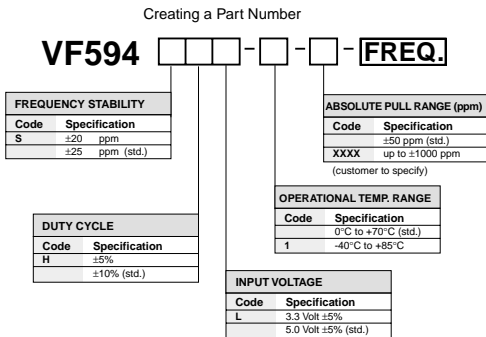 Creating a Part Number
VF594 - - - FREQ.
FREQUENCY STABILITY
Code Specification
S ±20 ppm
±25 ppm (std.)
ABSOLUTE PULL RANGE (ppm)
Code Specification
±50 ppm (std.)
XXXX up to ±1000 ppm
(customer to specify)
OPERATIONAL TEMP. RANGE
Code Specification
0°C to +70°C (std.)
1 -40°C to +85°C
DUTY CYCLE
Code Specification
H ±5%
±10% (std.)
INPUT VOLTAGE
Code Specification
L 3.3 Volt ±5%
5.0 Volt ±5% (std.)